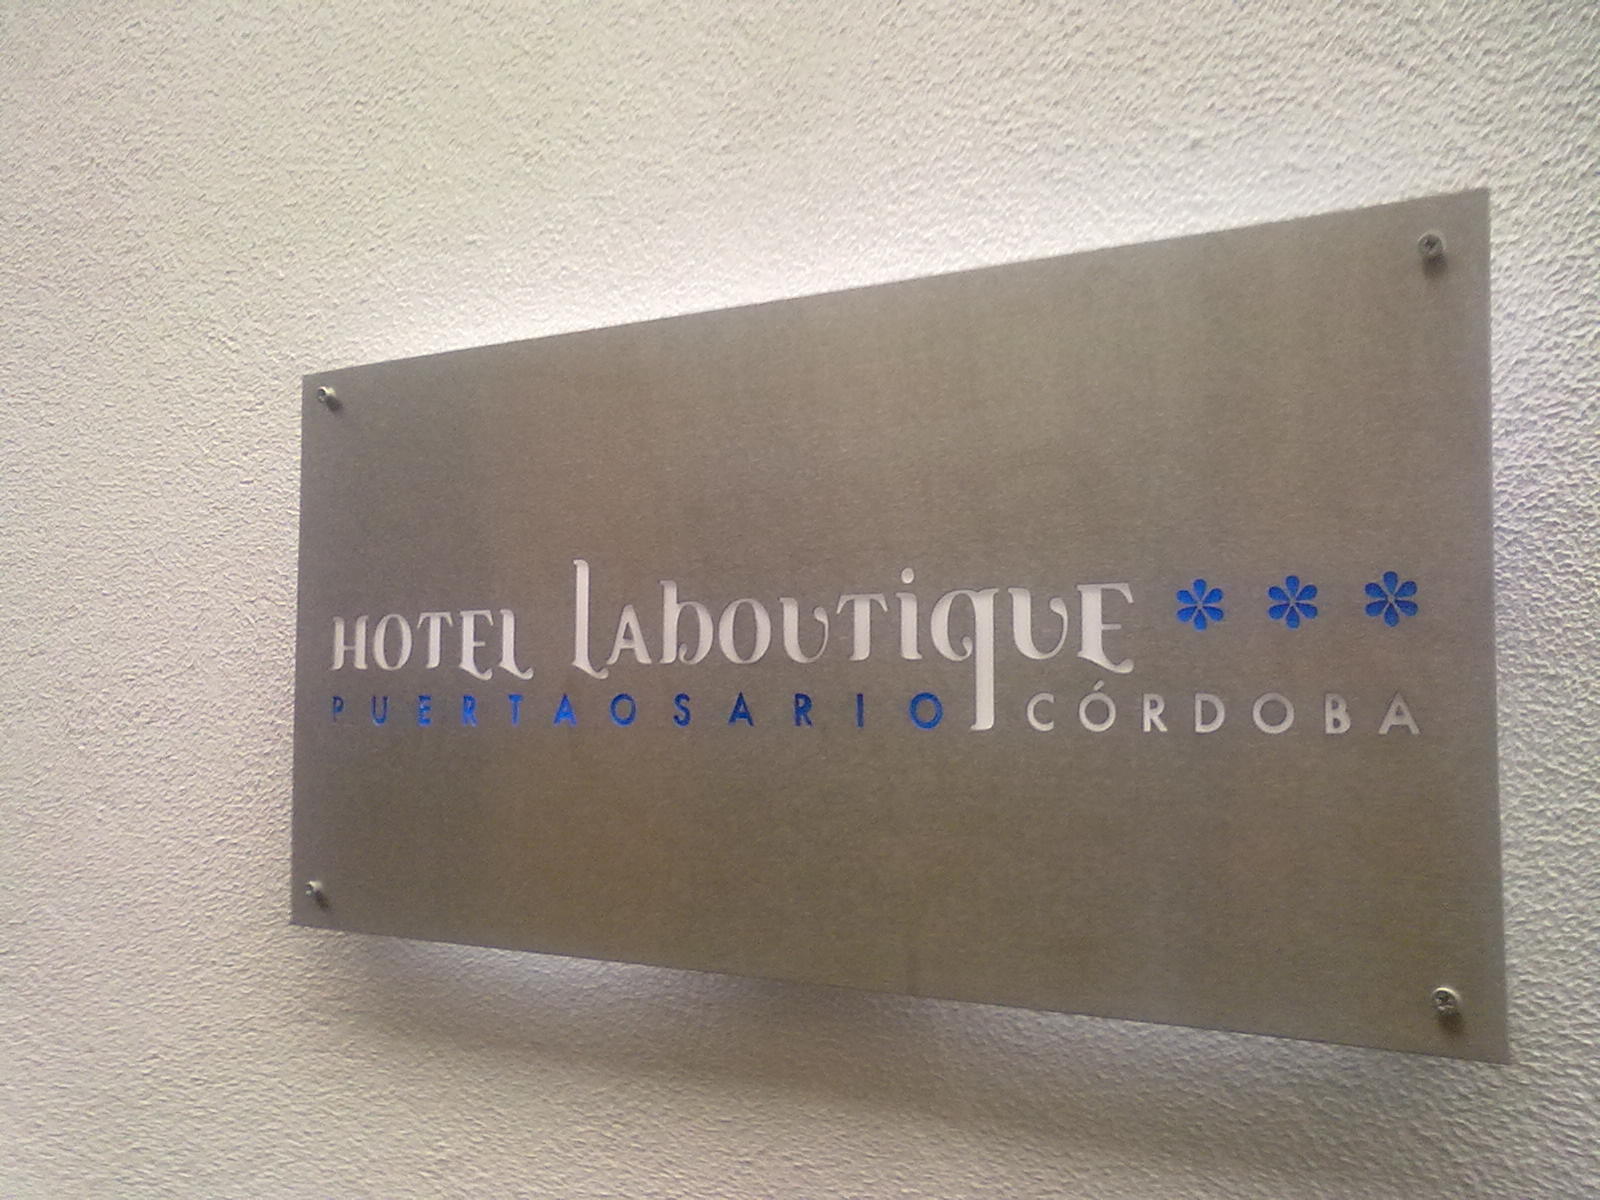 HOTEL LABOUTIQUE ***
PUERTAOSARIO CÓRDOBA